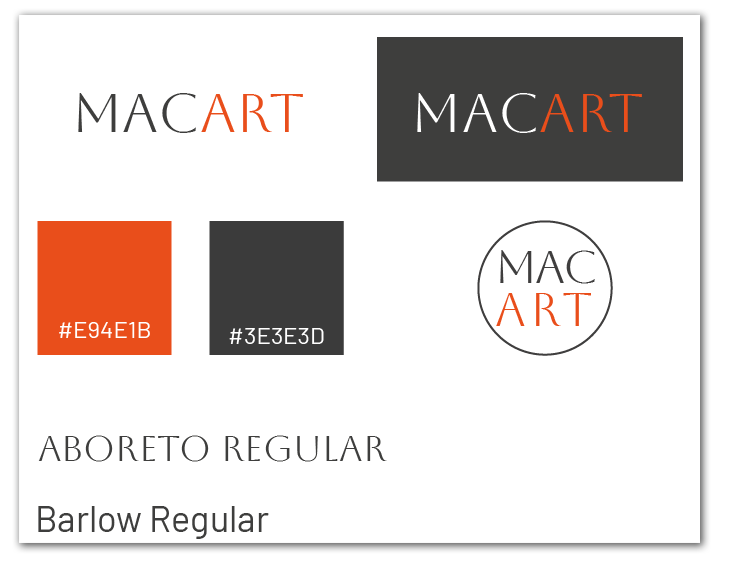 MACART
MACART
#E94E1B
#3E3E3D
MAC
ART
ABORETO REGULAR
Barlow Regular